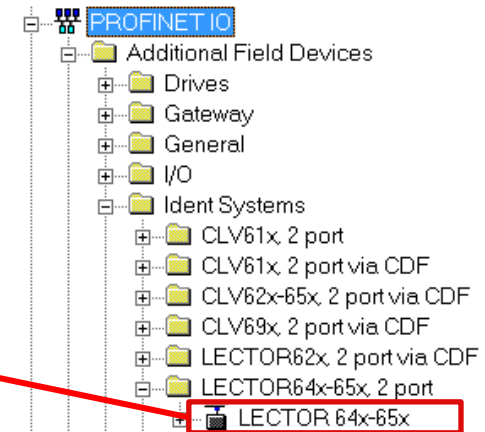 PROFINET IO
Additional Field Devices
Drives
Gateway
General
I/O
Ident Systems
CLV61x, 2 port
CLV61x, 2 port via CDF
CLV62x-65x, 2 port via CDF
CLV69x, 2 port via CDF
LECTOR62x, 2 port via CDF
LECTOR64x-65x, 2 port
LECTOR 64x-65x